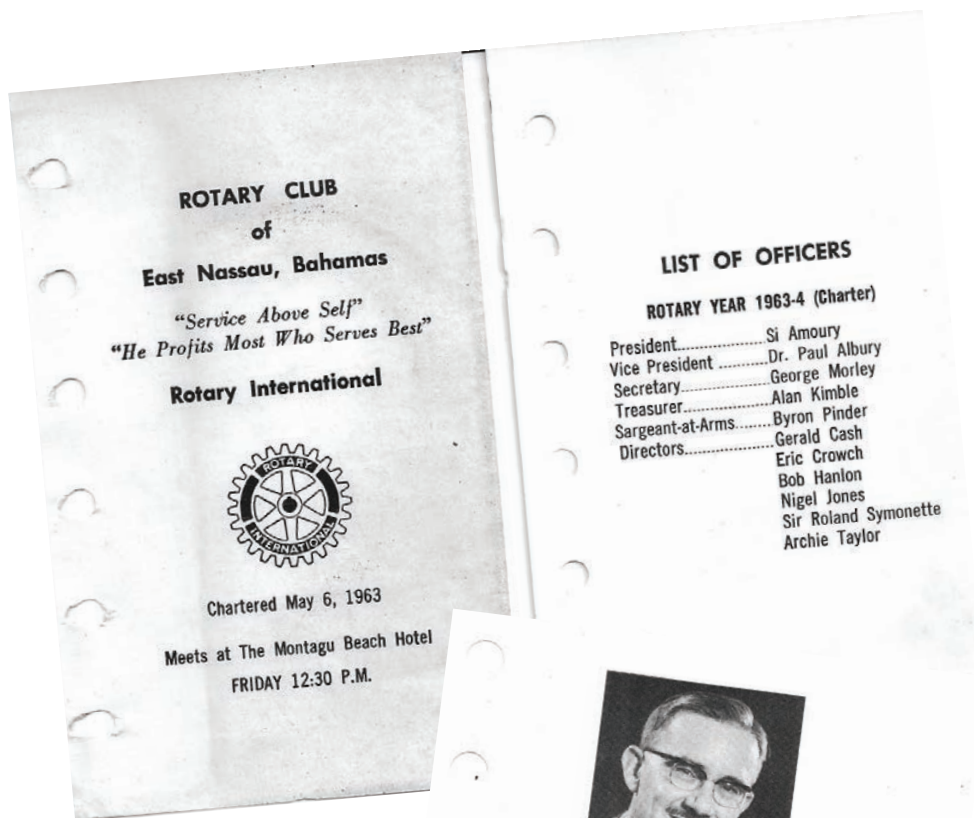 ROTARY CLUB
of
East Nassau, Bahamas
“Service Above Self”
“He Profits Most Who Serves Best”
Rotary International
ROTARY
INTERNATIONAL
Chartered May 6, 1963
Meets at The Montagu Beach Hotel
FRIDAY 12:30 P.M.
LIST OF OFFICERS
ROTARY YEAR 1963-4 (Charter)
President....................Si Amoury
Vice President ...........Dr. Paul Albury
Secretary.....................George Morley
Treasurer.....................Alan Kimble
Sargeant-at-Arms........Byron Pinder
Directors.....................Gerald Cash
Eric Crowch
Bob Hanlon
Nigel Jones
Sir Roland Symonette
Archie Taylor